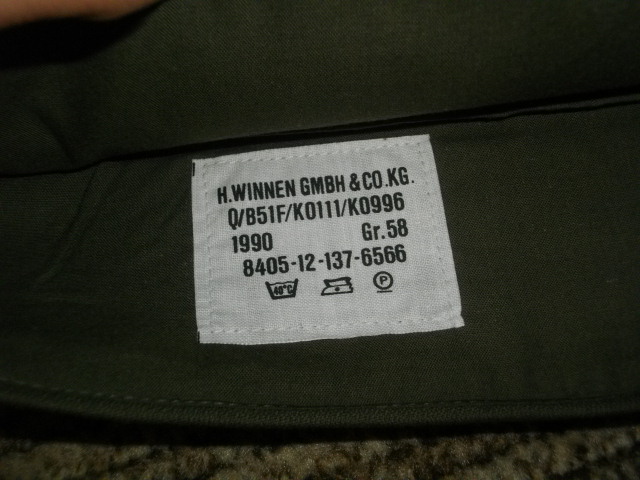 H.WINNEN GMBH & CO.KG.
Q/B51F/K0111/K0996
1990 Gr.58
8405-12-137-6566
40°C P